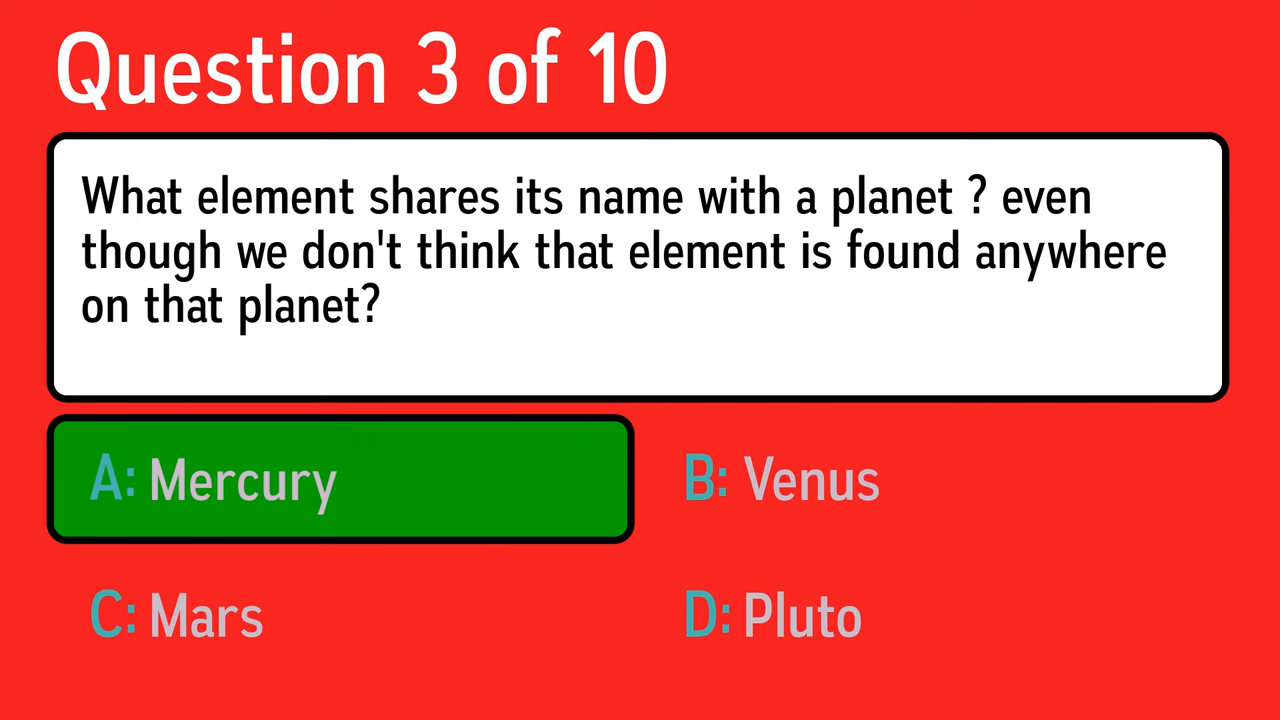 Question 3 of 10
What element shares its name with a planet ? even
though we don't think that element is found anywhere
on that planet?
A: Mercury
B: Venus
C: Mars
D: Pluto